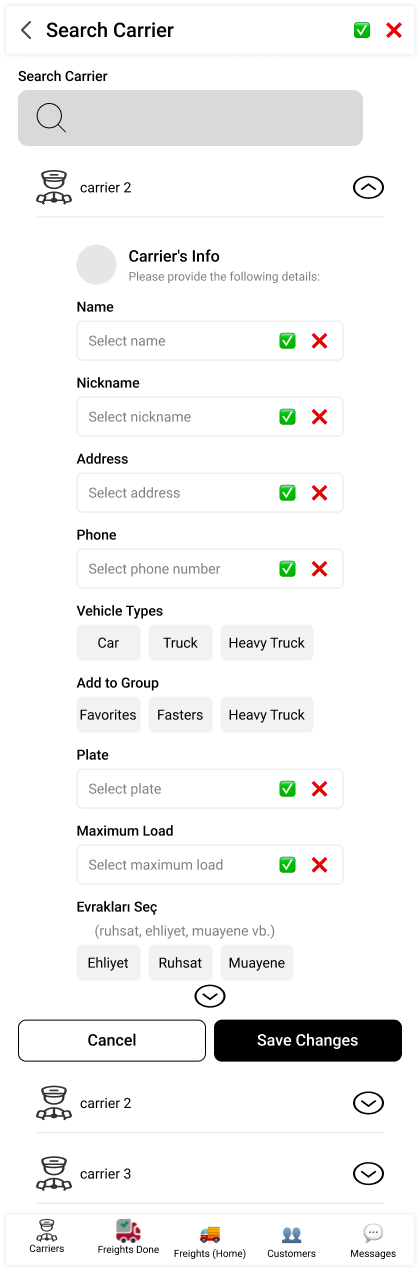 Search Carrier
Search Carrier
carrier 2
Carrier's Info
Please provide the following details:
Name
Select name
Nickname
Select nickname
Address
Select address
Phone
Select phone number
Vehicle Types
Car Truck Heavy Truck
Add to Group
Favorites Fasters Heavy Truck
Plate
Select plate
Maximum Load
Select maximum load
Evrakları Seç
(ruhsat, ehliyet, muayene vb.)
Ehliyet Ruhsat Muayene
Cancel Save Changes
carrier 2
carrier 3
Carriers Freights Done Freights (Home) Customers Messages